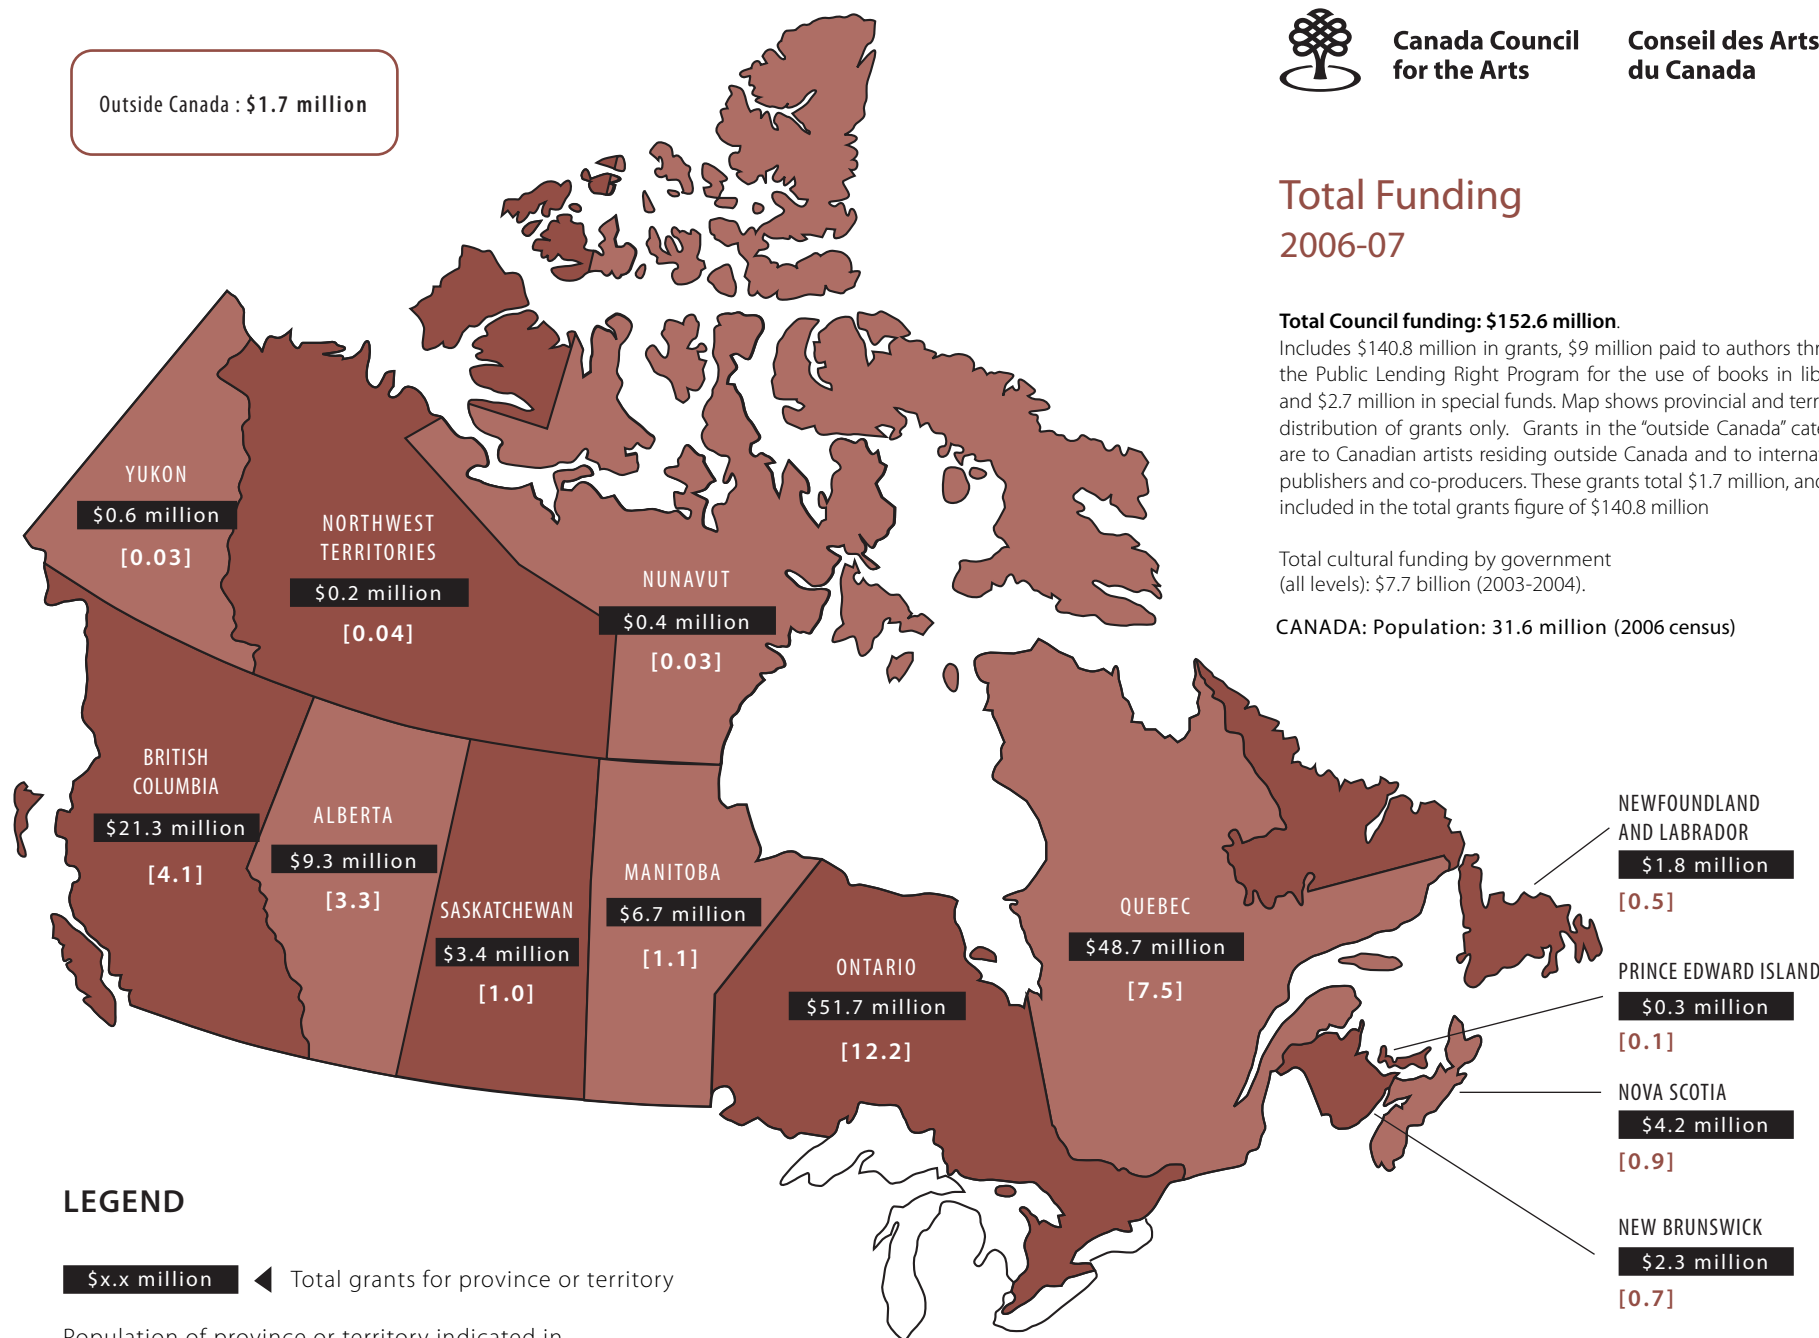 Outside Canada : $1.7 million
Canada Council
for the Arts
Conseil des Arts
du Canada
Total Funding
2006-07
Total Council funding: $152.6 million.
Includes $140.8 million in grants, $9 million paid to authors
the Public Lending Right Program for the use of books in
and $2.7 million in special funds. Map shows provincial and
distribution of grants only. Grants in the “outside Canada”
are to Canadian artists residing outside Canada and to
publishers and co-producers. These grants total $1.7 million,
included in the total grants figure of $140.8 million
Total cultural funding by government
(all levels): $7.7 billion (2003-2004).
CANADA: Population: 31.6 million (2006 census)
YUKON
$0.6 million
[0.03]
NORTHWEST
TERRITORIES
$0.2 million
[0.04]
NUNAVUT
$0.4 million
[0.03]
BRITISH
COLUMBIA
$21.3 million
[4.1]
ALBERTA
$9.3 million
[3.3]
SASKATCHEWAN
$3.4 million
[1.0]
MANITOBA
$6.7 million
[1.1]
ONTARIO
$51.7 million
[12.2]
QUEBEC
$48.7 million
[7.5]
NEWFOUNDLAND
AND LABRADOR
$1.8 million
[0.5]
PRINCE EDWARD ISLAND
$0.3 million
[0.1]
NOVA SCOTIA
$4.2 million
[0.9]
NEW BRUNSWICK
$2.3 million
[0.7]
LEGEND
$x.x million
Total grants for province or territory
Population of province or territory indicated in